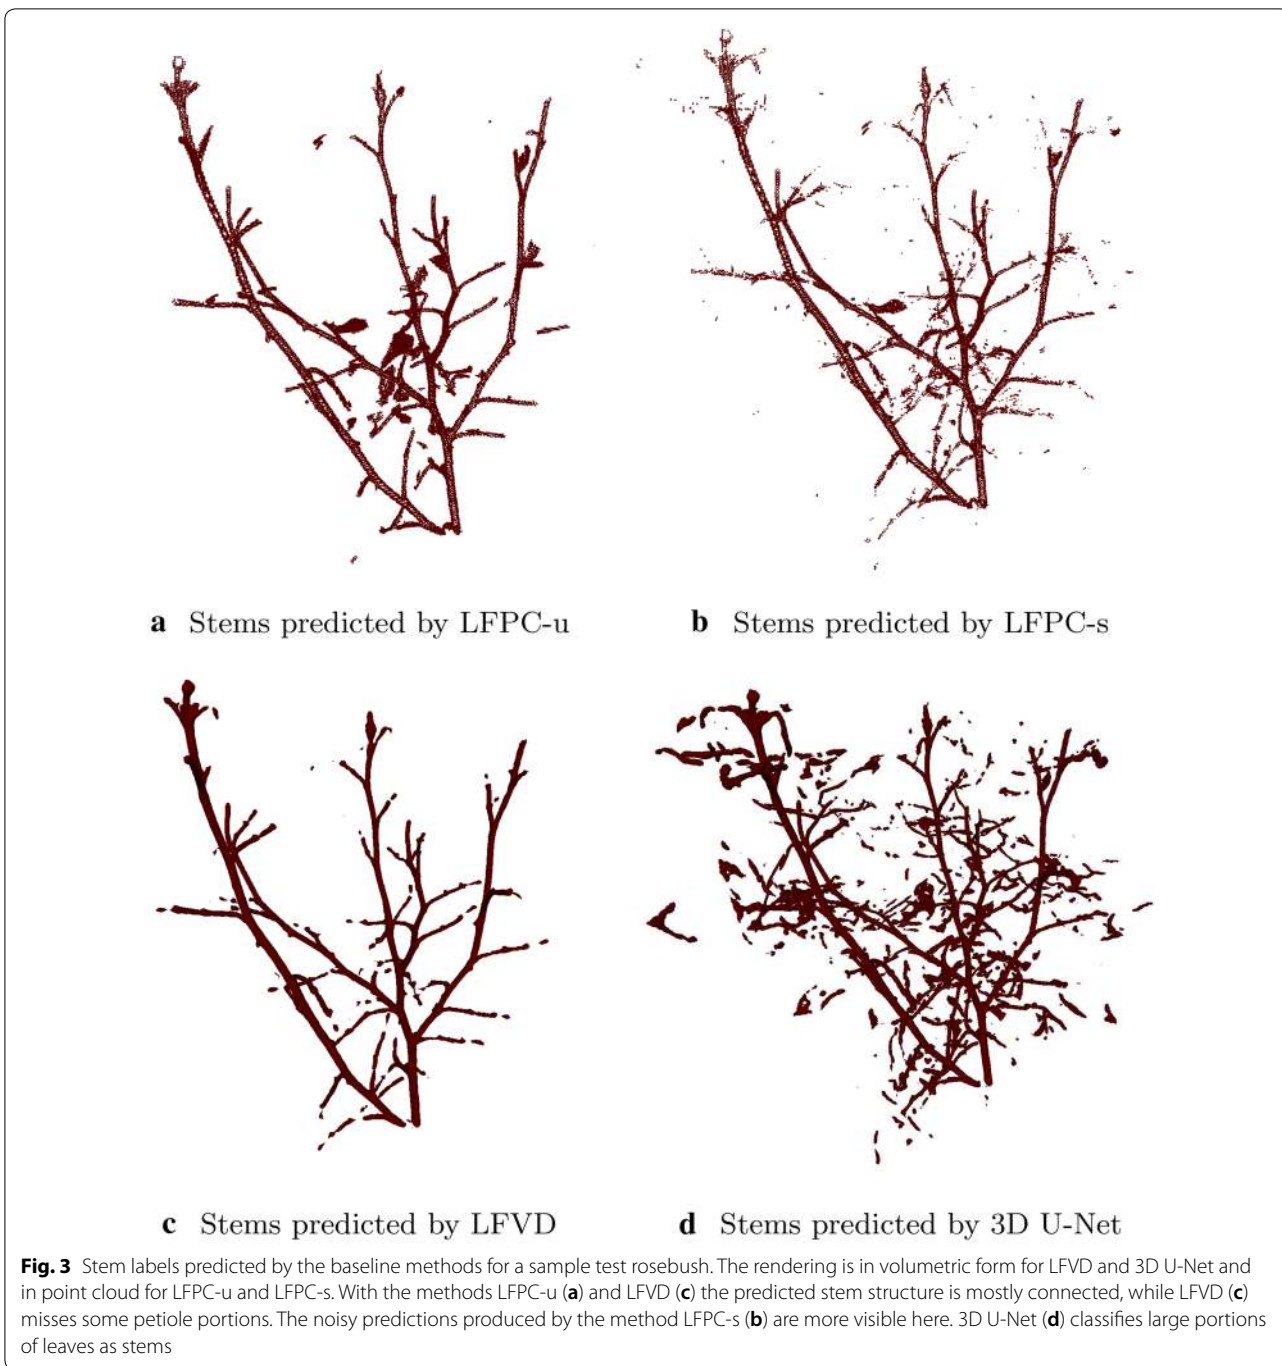 a Stems predicted by LFPC-u
b Stems predicted by LFPC-s
c Stems predicted by LFVD
d Stems predicted by 3D U-Net
Fig. 3 Stem labels predicted by the baseline methods for a sample test rosebush. The rendering is in volumetric form for LFVD and 3D U-Net and
in point cloud for LFPC-u and LFPC-s. With the methods LFPC-u (a) and LFVD (c) the predicted stem structure is mostly connected, while LFVD (c)
misses some petiole portions. The noisy predictions produced by the method LFPC-s (b) are more visible here. 3D U-Net (d) classifies large portions
of leaves as stems